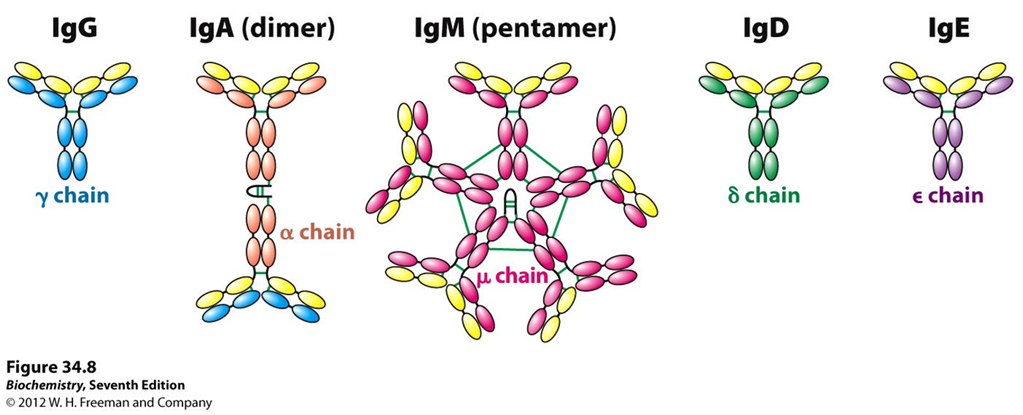 IgG
IgA (dimer)
IgM (pentamer)
IgD
IgE
γ chain
α chain
μ chain
δ chain
ϵ chain
Figure 34.8
Biochemistry, Seventh Edition
© 2012 W. H. Freeman and Company